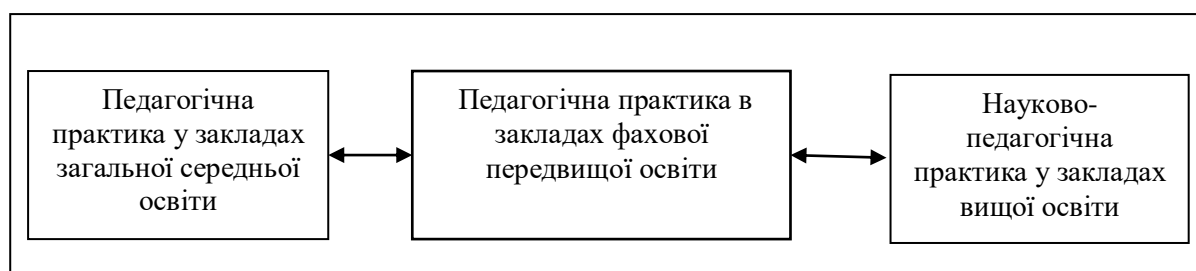 Педагогічна
практика у закладах
загальної середньої
освіти
Педагогічна практика в
закладах фахової
передвищої освіти
Науково-
педагогічна
практика у закладах
вищої освіти